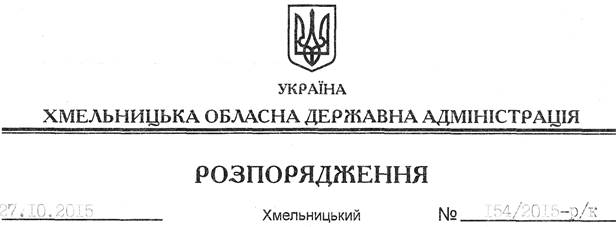 УКРАЇНА
ХМЕЛЬНИЦЬКА ОБЛАСНА ДЕРЖАВНА АДМІНІСТРАЦІЯ
РОЗПОРЯДЖЕННЯ
27.10.2015 Хмельницький № 154/2015-р/к